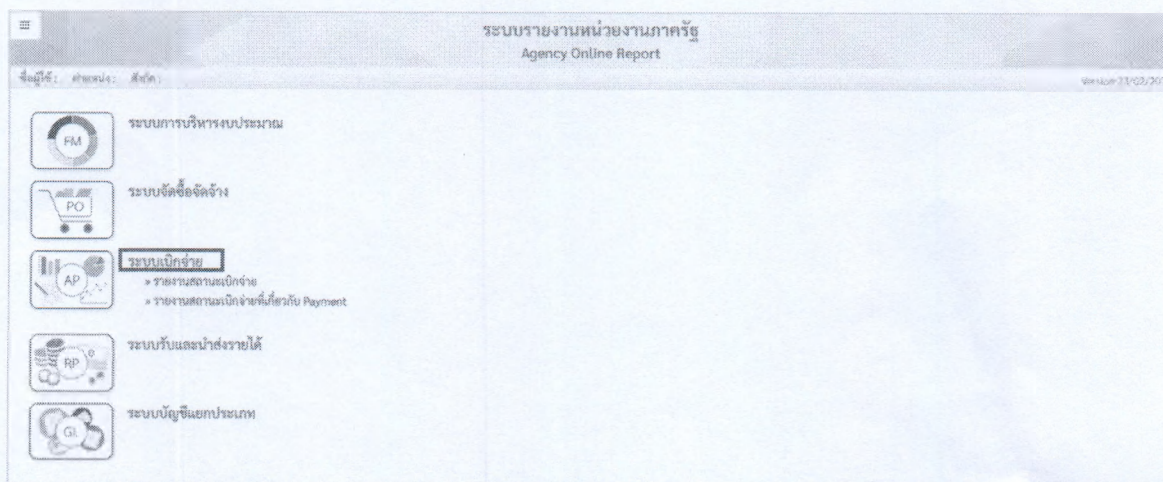 ระบบรายงานหน่วยงานภาครัฐ
Agency Online Report
ชื่อผู้ใช้ : ตำแหน่ง : สังกัด :
FM
ระบบการบริหารงบประมาณ
PO
ระบบจัดซื้อจัดจ้าง
AP
ระบบเบิกจ่าย
» รายงานสถานะเบิกจ่าย
» รายงานสถานะเบิกจ่ายที่เกี่ยวกับ Payment
RP
ระบบรับและนำส่งรายได้
GL
ระบบบัญชีแยกประเภท